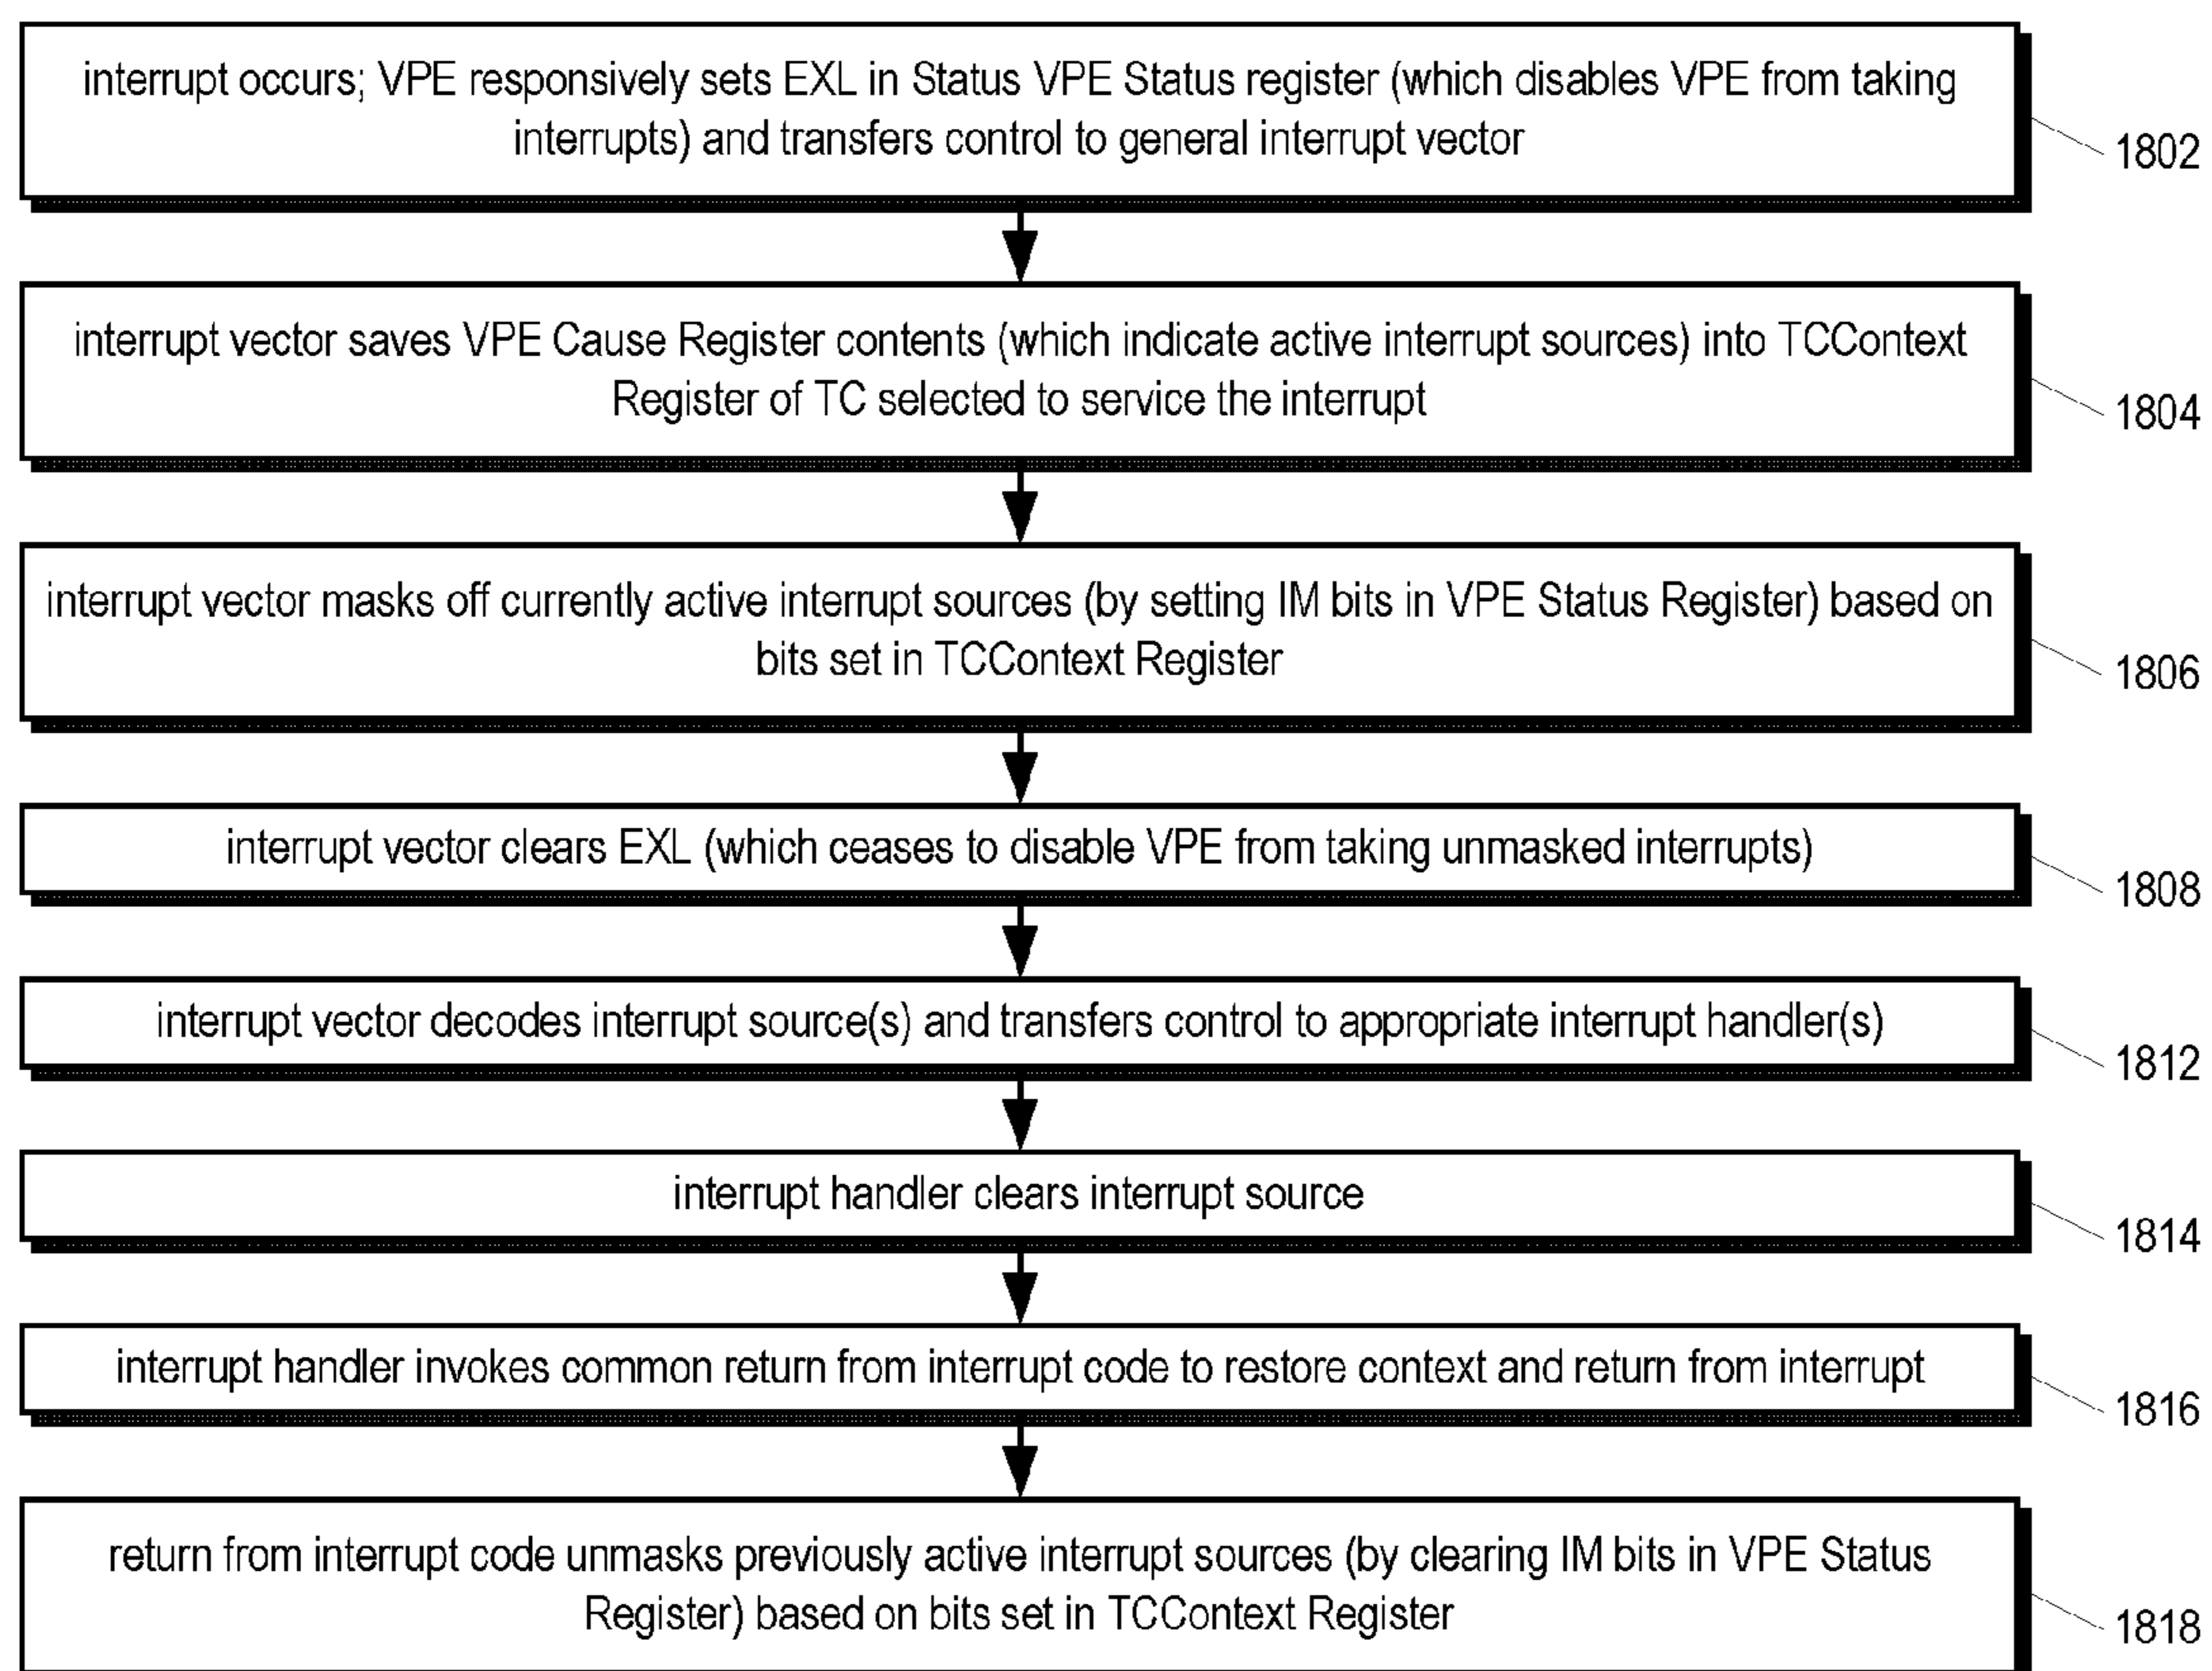 interrupt occurs; VPE responsively sets EXL in Status VPE Status register (which disables VPE from taking
interrupts) and transfers control to general interrupt vector
1802
interrupt vector saves VPE Cause Register contents (which indicate active interrupt sources) into TCContext
Register of TC selected to service the interrupt
1804
interrupt vector masks off currently active interrupt sources (by setting IM bits in VPE Status Register) based on
bits set in TCContext Register
1806
interrupt vector clears EXL (which ceases to disable VPE from taking unmasked interrupts)
1808
interrupt vector decodes interrupt source(s) and transfers control to appropriate interrupt handler(s)
1812
interrupt handler clears interrupt source
1814
interrupt handler invokes common return from interrupt code to restore context and return from interrupt
1816
return from interrupt code unmasks previously active interrupt sources (by clearing IM bits in VPE Status
Register) based on bits set in TCContext Register
1818